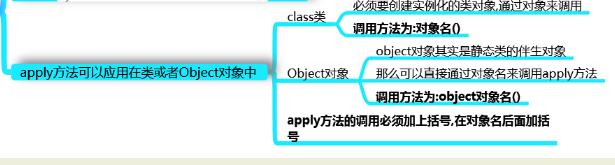 class类
必须要创建实例化的类对象,通过对象来调用
调用方法为:对象名()
apply方法可以应用在类或者Object对象中
Object对象
object对象其实是静态类的伴生对象
那么可以直接通过对象名来调用apply方法
调用方法为:object对象名()
apply方法的调用必须加上括号,在对象名后面加括
号